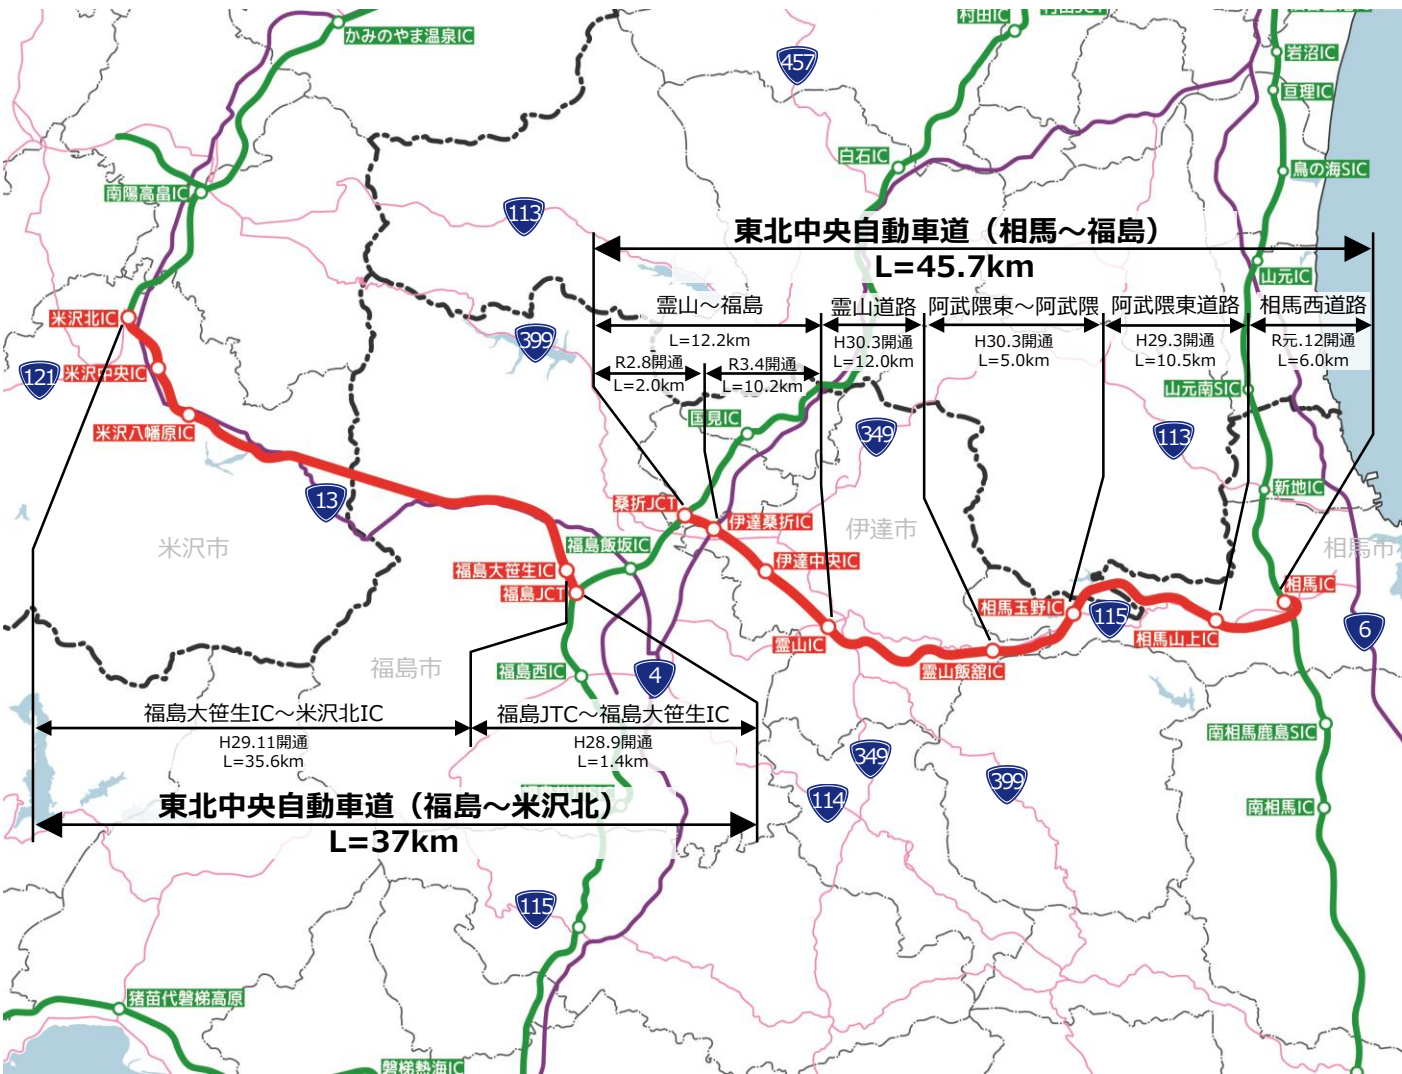 かみのやま温泉IC
村田IC
457
岩沼IC
亘理IC
白石IC
鳥の海SIC
南陽高畠IC
113
東北中央自動車道（相馬～福島）
L=45.7km
山元IC
霊山～福島
霊山道路
阿武隈東～阿武隈
阿武隈東道路
相馬西道路
L=12.2km
H30.3開通
L=12.0km
H30.3開通
L=5.0km
H29.3開通
L=10.5km
R元.12開通
L=6.0km
R2.8開通
L=2.0km
R3.4開通
L=10.2km
米沢北IC
399
121
米沢中央IC
山元南SIC
米沢八幡原IC
国見IC
349
113
13
桑折JCT
伊達桑折IC
伊達市
新地IC
米沢市
福島飯坂IC
相馬市
福島大笹生IC
伊達中央IC
福島JCT
相馬IC
相馬玉野IC
115
相馬山上IC
6
霊山IC
福島市
福島西IC
4
霊山飯舘IC
福島大笹生IC～米沢北IC
H29.11開通
L=35.6km
福島JTC～福島大笹生IC
H28.9開通
L=1.4km
南相馬鹿島SIC
349
399
114
東北中央自動車道（福島～米沢北）
L=37km
南相馬IC
115
猪苗代磐梯高原
磐梯熱海IC